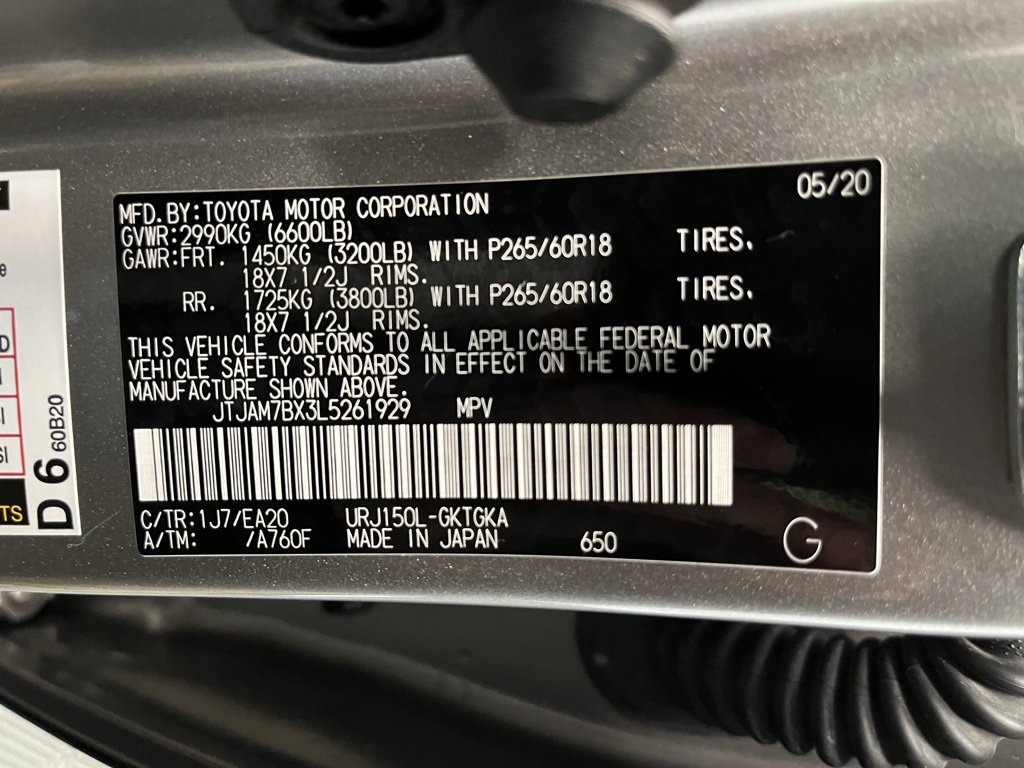 05/20
MFD.BY:TOYOTA MOTOR CORPORATION
GVWR:2990KG (6600LB)
GAWR:FRT. 1450KG (3200LB) WITH P265/60R18 TIRES.
18X7 1/2J RIMS.
RR. 1725KG (3800LB) WITH P265/60R18 TIRES.
18X7 1/2J RIMS.
THIS VEHICLE CONFORMS TO ALL APPLICABLE FEDERAL MOTOR
VEHICLE SAFETY STANDARDS IN EFFECT ON THE DATE OF
MANUFACTURE SHOWN ABOVE.
JTJAM7BX3L5261929 MPV
C/TR:1J7/EA20 URJ150L-GKTGKA
A/TM: /A760F MADE IN JAPAN 650 G
D 6 60B20
TS